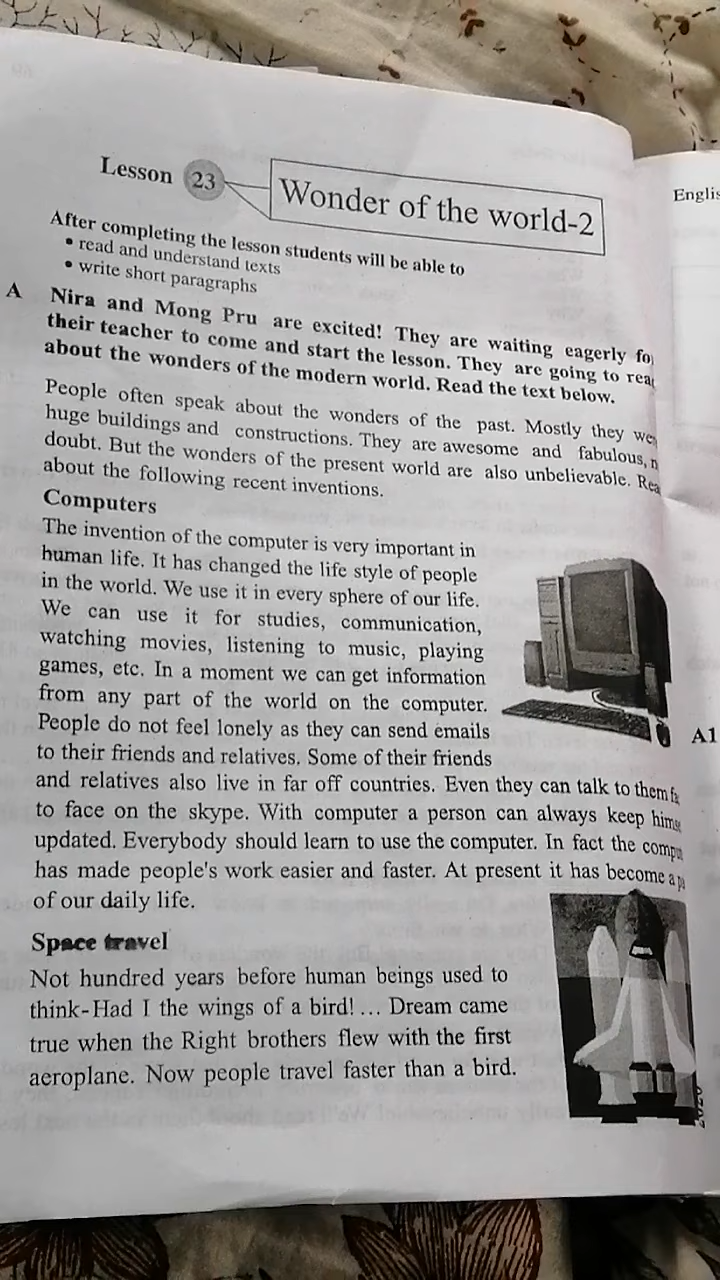 Lesson 23
Wonder of the world-2
Englis
After completing the lesson students will be able to
• read and understand texts
• write short paragraphs
A Nira and Mong Pru are excited! They are waiting eagerly fo
their teacher to come and start the lesson. They are going to rea
about the wonders of the modern world. Read the text below.
People often speak about the wonders of the past. Mostly they we
huge buildings and constructions. They are awesome and fabulous, n
doubt. But the wonders of the present world are also unbelievable. Rea
about the following recent inventions.
Computers
The invention of the computer is very important in
human life. It has changed the life style of people
in the world. We use it in every sphere of our life.
We can use it for studies, communication,
watching movies, listening to music, playing
games, etc. In a moment we can get information
from any part of the world on the computer.
People do not feel lonely as they can send emails
to their friends and relatives. Some of their friends
and relatives also live in far off countries. Even they can talk to them fa
to face on the skype. With computer a person can always keep himse
updated. Everybody should learn to use the computer. In fact the comput
has made people's work easier and faster. At present it has become a pa
of our daily life.
A1
Space travel
Not hundred years before human beings used to
think-Had I the wings of a bird! ... Dream came
true when the Right brothers flew with the first
aeroplane. Now people travel faster than a bird.
2020